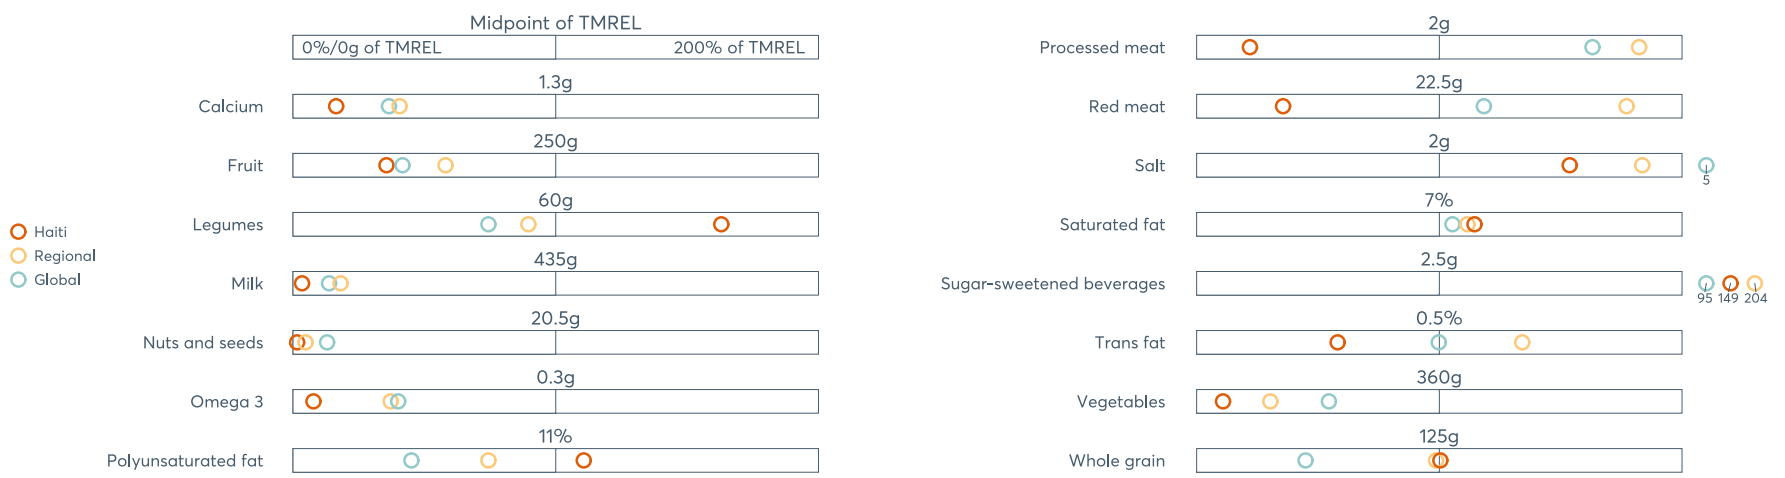 Midpoint of TMREL
0%/0g of TMREL 200% of TMREL
Calcium 1.3g
Fruit 250g
Legumes 60g
Milk 435g
Nuts and seeds 20.5g
Omega 3 0.3g
Polyunsaturated fat 11%
Haiti
Regional
Global
Processed meat 2g
Red meat 22.5g
Salt 2g
5
Saturated fat 7%
Sugar-sweetened beverages 2.5g
95 149 204
Trans fat 0.5%
Vegetables 360g
Whole grain 125g